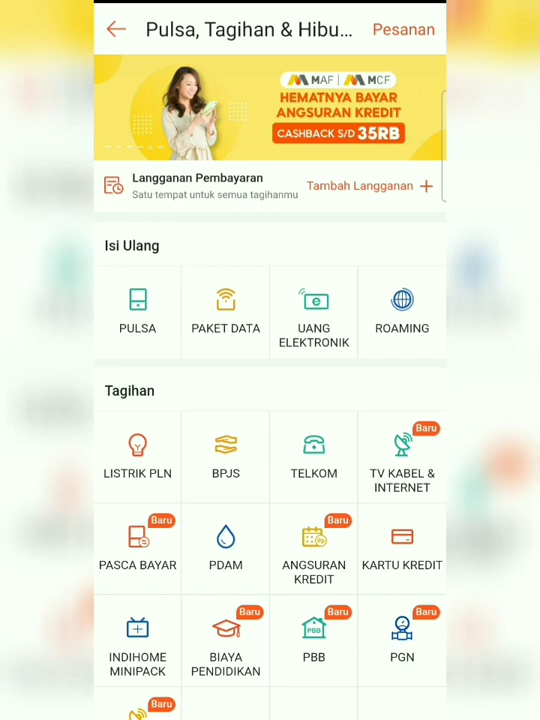 Pulsa, Tagihan & Hibu...
Pesanan
MAF | MCF
HEMATNYA BAYAR
ANGSURAN KREDIT
CASHBACK S/D 35RB
Langganan Pembayaran
Satu tempat untuk semua tagihanmu
Tambah Langganan +
Isi Ulang
PULSA
PAKET DATA
UANG
ELEKTRONIK
ROAMING
Tagihan
LISTRIK PLN
BPJS
TELKOM
Baru
TV KABEL &
INTERNET
Baru
PASCA BAYAR
PDAM
Baru
Rp
ANGSURAN
KREDIT
KARTU KREDIT
INDIHOME
MINIPACK
Baru
BIAYA
PENDIDIKAN
Baru
PBB
PBB
Baru
PGN
Baru